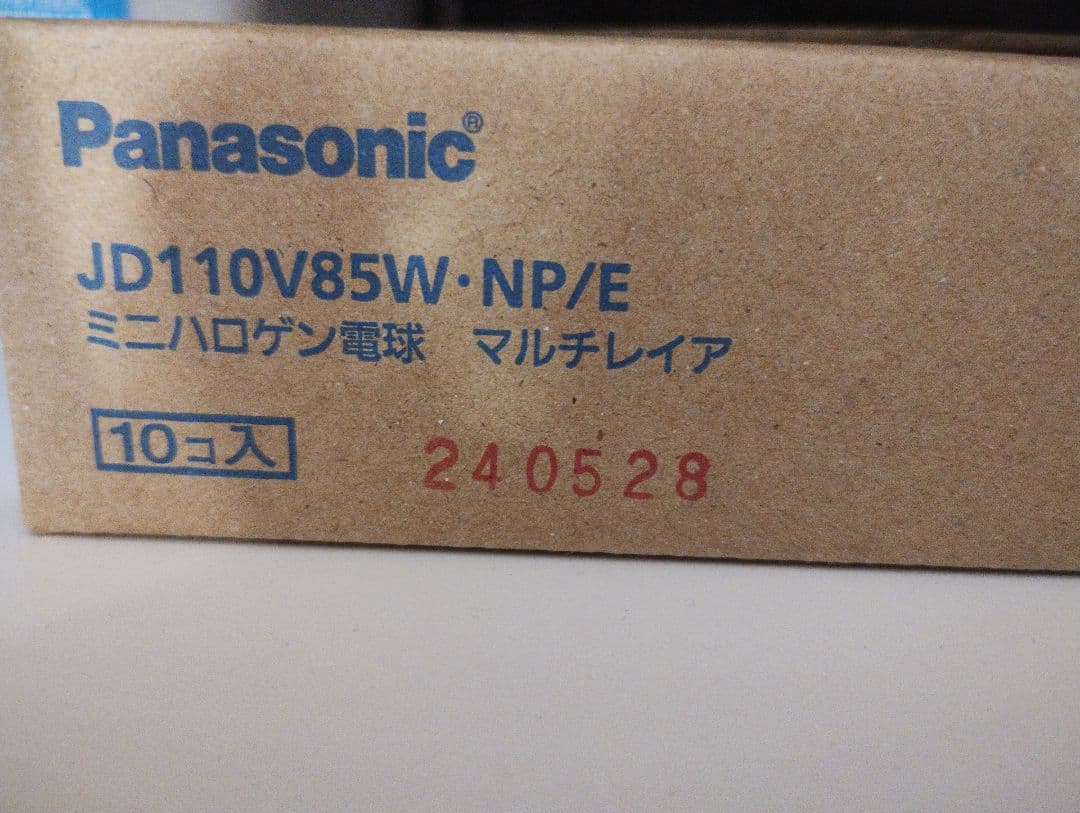 Panasonic®
JD110V85W・NP/E
ミニハロゲン電球　マルチレイア
10コ入
240528